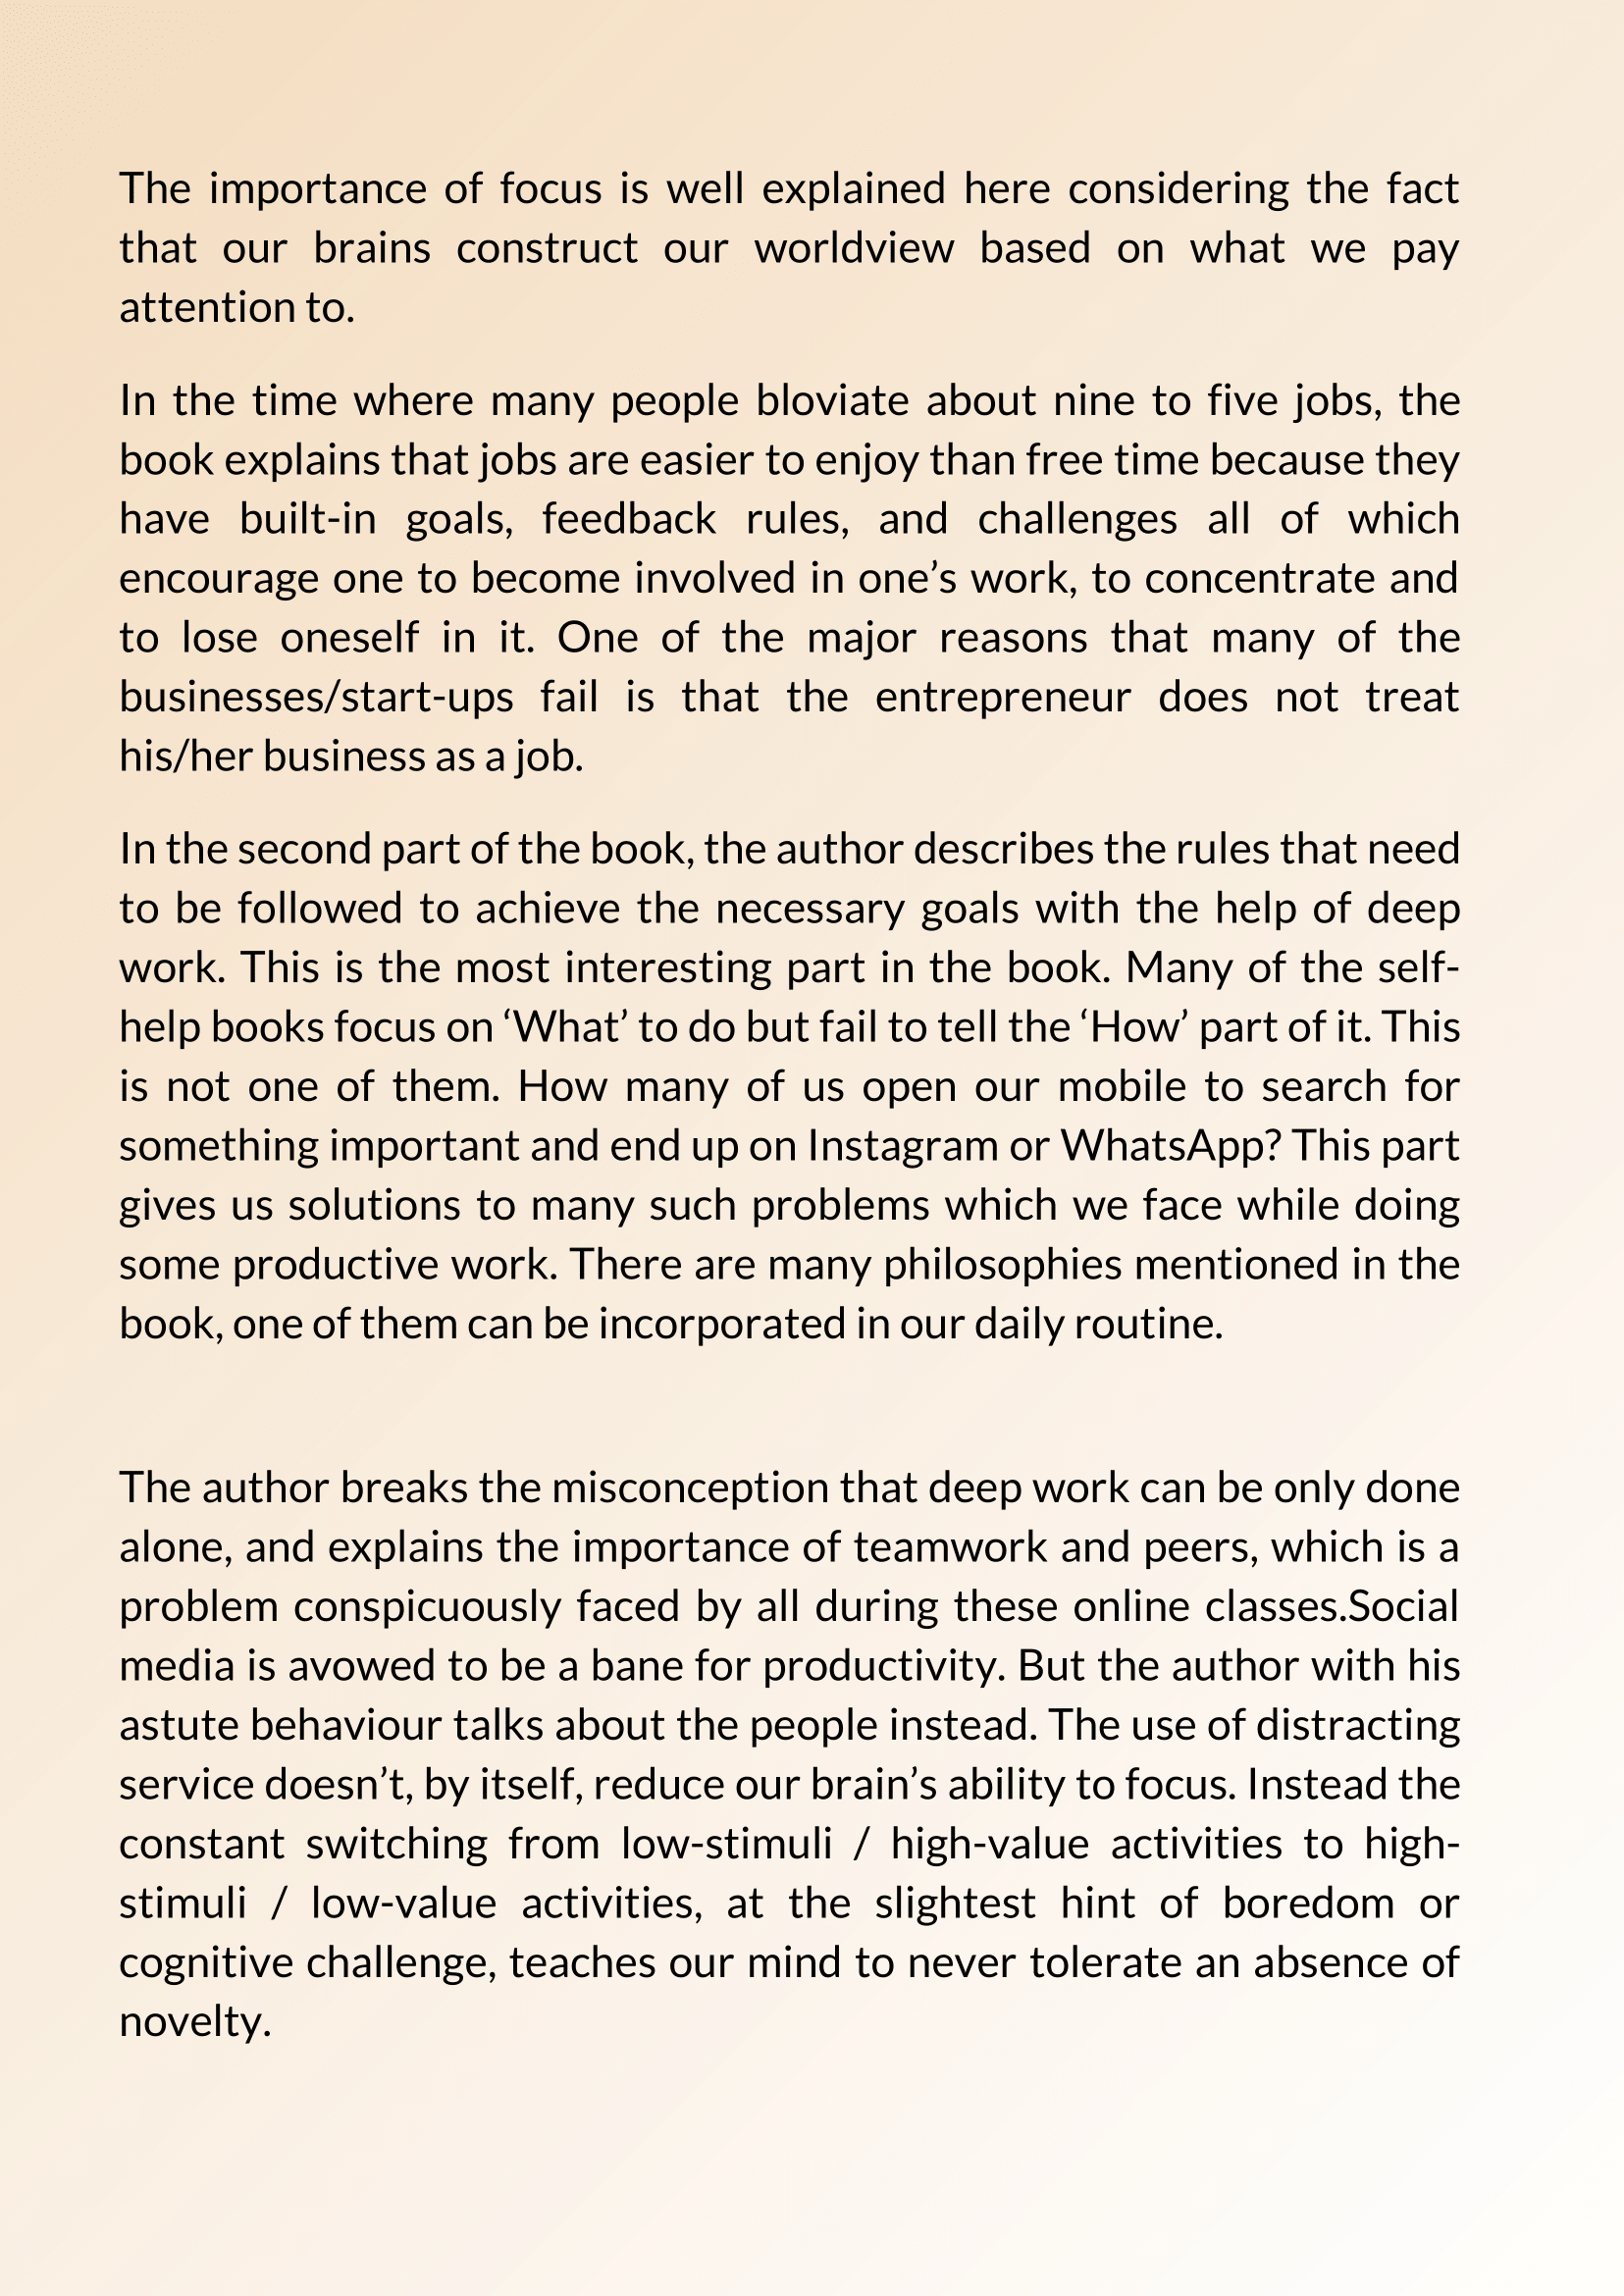 The importance of focus is well explained here considering the fact
that our brains construct our worldview based on what we pay
attention to.
In the time where many people bloviate about nine to five jobs, the
book explains that jobs are easier to enjoy than free time because they
have built-in goals, feedback rules, and challenges all of which
encourage one to become involved in one’s work, to concentrate and
to lose oneself in it. One of the major reasons that many of the
businesses/start-ups fail is that the entrepreneur does not treat
his/her business as a job.
In the second part of the book, the author describes the rules that need
to be followed to achieve the necessary goals with the help of deep
work. This is the most interesting part in the book. Many of the self-
help books focus on ‘What’ to do but fail to tell the ‘How’ part of it. This
is not one of them. How many of us open our mobile to search for
something important and end up on Instagram or WhatsApp? This part
gives us solutions to many such problems which we face while doing
some productive work. There are many philosophies mentioned in the
book, one of them can be incorporated in our daily routine.
The author breaks the misconception that deep work can be only done
alone, and explains the importance of teamwork and peers, which is a
problem conspicuously faced by all during these online classes.Social
media is avowed to be a bane for productivity. But the author with his
astute behaviour talks about the people instead. The use of distracting
service doesn’t, by itself, reduce our brain’s ability to focus. Instead the
constant switching from low-stimuli / high-value activities to high-
stimuli / low-value activities, at the slightest hint of boredom or
cognitive challenge, teaches our mind to never tolerate an absence of
novelty.